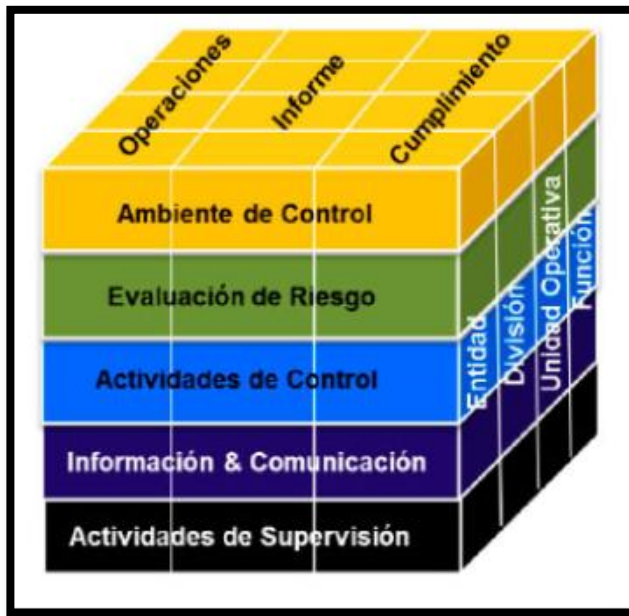 Operaciones
Informe
Cumplimiento
Ambiente de Control
Evaluación de Riesgo
Actividades de Control
Información & Comunicación
Actividades de Supervisión
Entidad
División
Unidad Operativa
Función